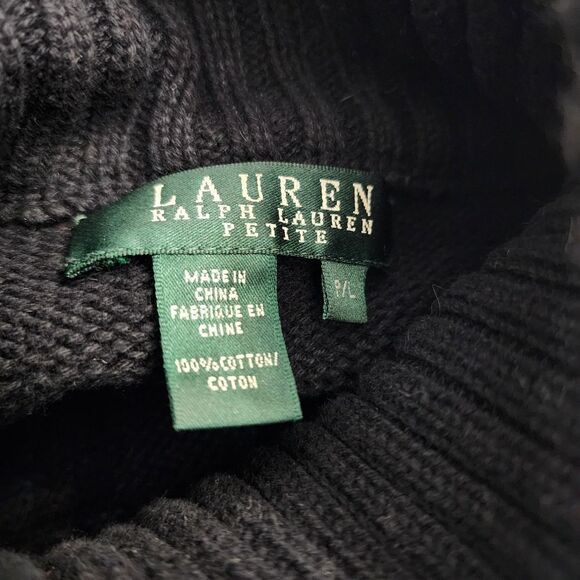 LAUREN
RALPH LAUREN
PETITE
MADE IN
CHINA
FABRIQUE EN
CHINE
100%COTTON/
COTON
P/L